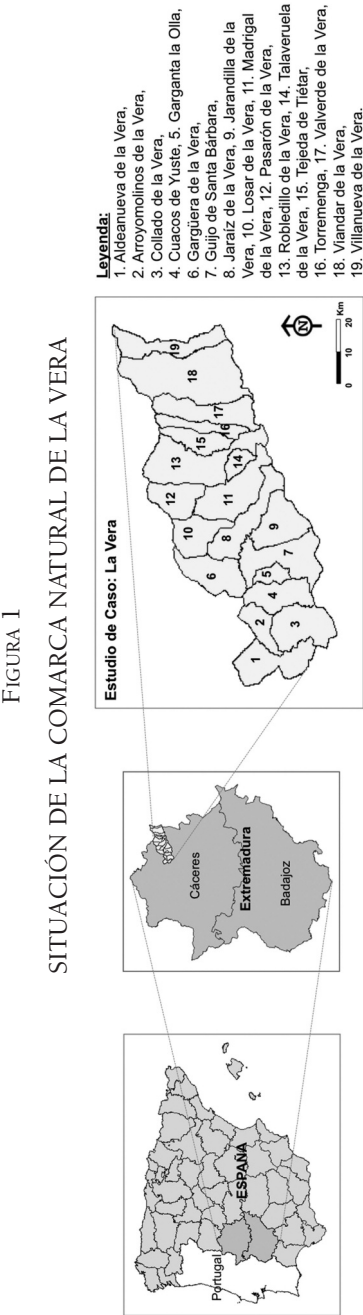 FIGURA 1
SITUACIÓN DE LA COMARCA NATURAL DE LA VERA
Portugal
ESPAÑA
Cáceres
Extremadura
Badajoz
Estudio de Caso: La Vera
1
2
3
4
5
6
7
8
9
10
11
12
13
14
15
16
17
18
19
N
0 10 20 Km
Leyenda:
1. Aldeanueva de la Vera,
2. Arroyomolinos de la Vera,
3. Collado de la Vera,
4. Cuacos de Yuste, 5. Garganta la Olla,
6. Gargüera de la Vera,
7. Guijo de Santa Bárbara,
8. Jaraíz de la Vera, 9. Jarandilla de la
Vera, 10. Losar de la Vera, 11. Madrigal
de la Vera, 12. Pasarón de la Vera,
13. Robledillo de la Vera, 14. Talaveruela
de la Vera, 15. Tejeda de Tiétar,
16. Torremenga, 17. Valverde de la Vera,
18. Viandar de la Vera,
19. Villanueva de la Vera.